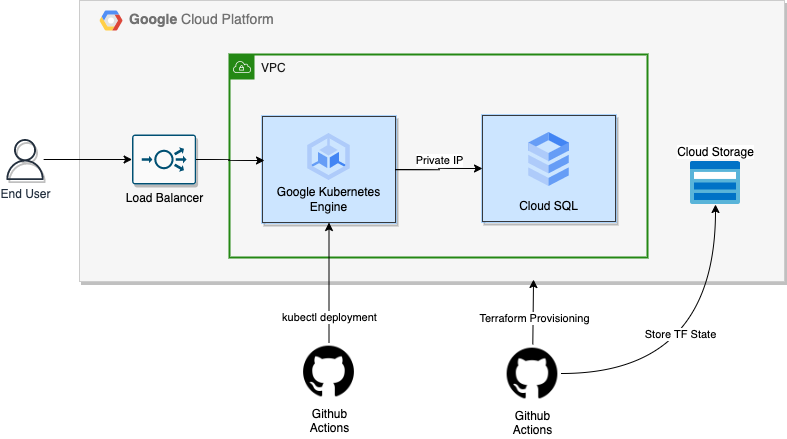 Google Cloud Platform
VPC
Cloud Storage
Private IP
Google Kubernetes
Engine
Cloud SQL
End User
Load Balancer
kubectl deployment
Terraform Provisioning
Store TF State
Github
Actions
Github
Actions